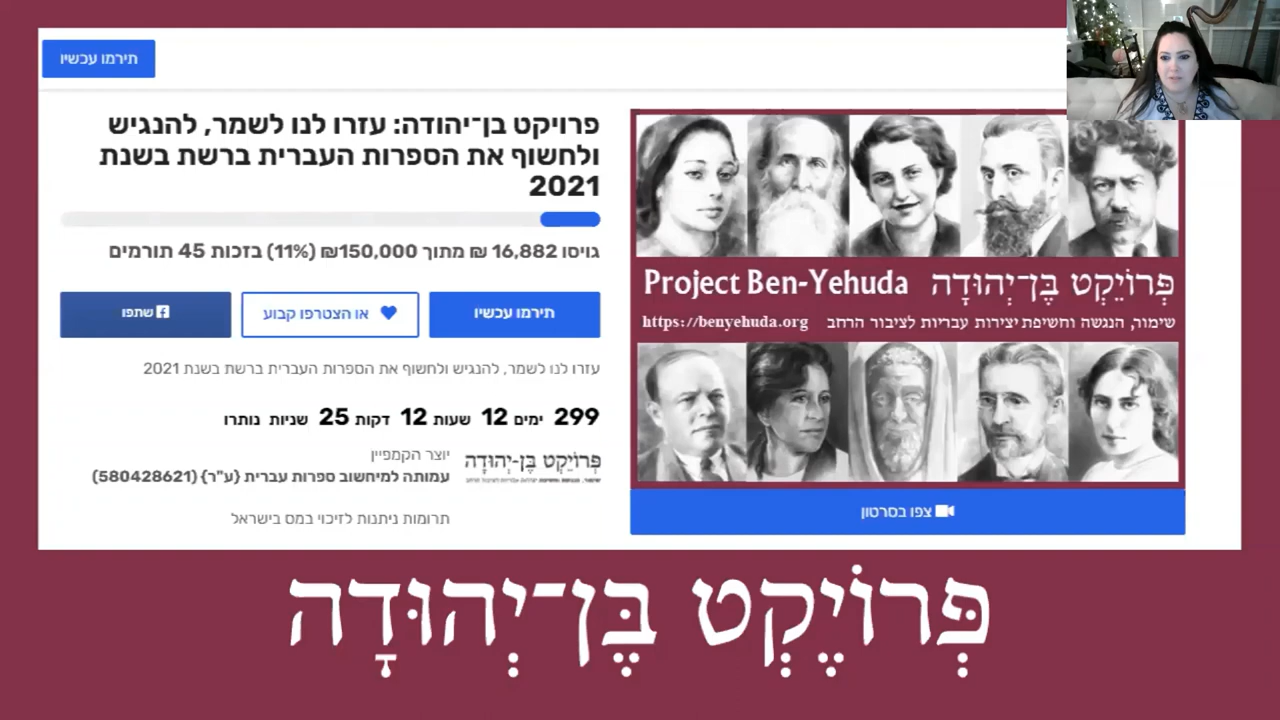 תירמו עכשיו
פרויקט בן־יהודה: עזרו לנו לשמר, להנגיש
ולחשוף את הספרות העברית ברשת בשנת
2021
גויסו 16,882 ₪ מתוך 150,000₪ (11%) בזכות 45 תורמים
תירמו עכשיו
או הצטרפו קבוע
שתפו
עזרו לנו לשמר, להנגיש ולחשוף את הספרות העברית ברשת בשנת 2021
299 ימים 12 שעות 12 דקות 25 שניות נותרו
פְּרוֹיֶקְט בֶּן-יְהוּדָה
יוצר הקמפיין
עמותה למיחשוב ספרות עברית {ע"ר} (580428621)
תרומות ניתנות לזיכוי במס בישראל
Project Ben-Yehuda פְּרוֹיֶקְט בֶּן־יְהוּדָה
https://benyehuda.org שימור, הנגשה וחשיפת יצירות עבריות לציבור הרחב
צפו בסרטון
פְּרוֹיֶקְט בֶּן־יְהוּדָה